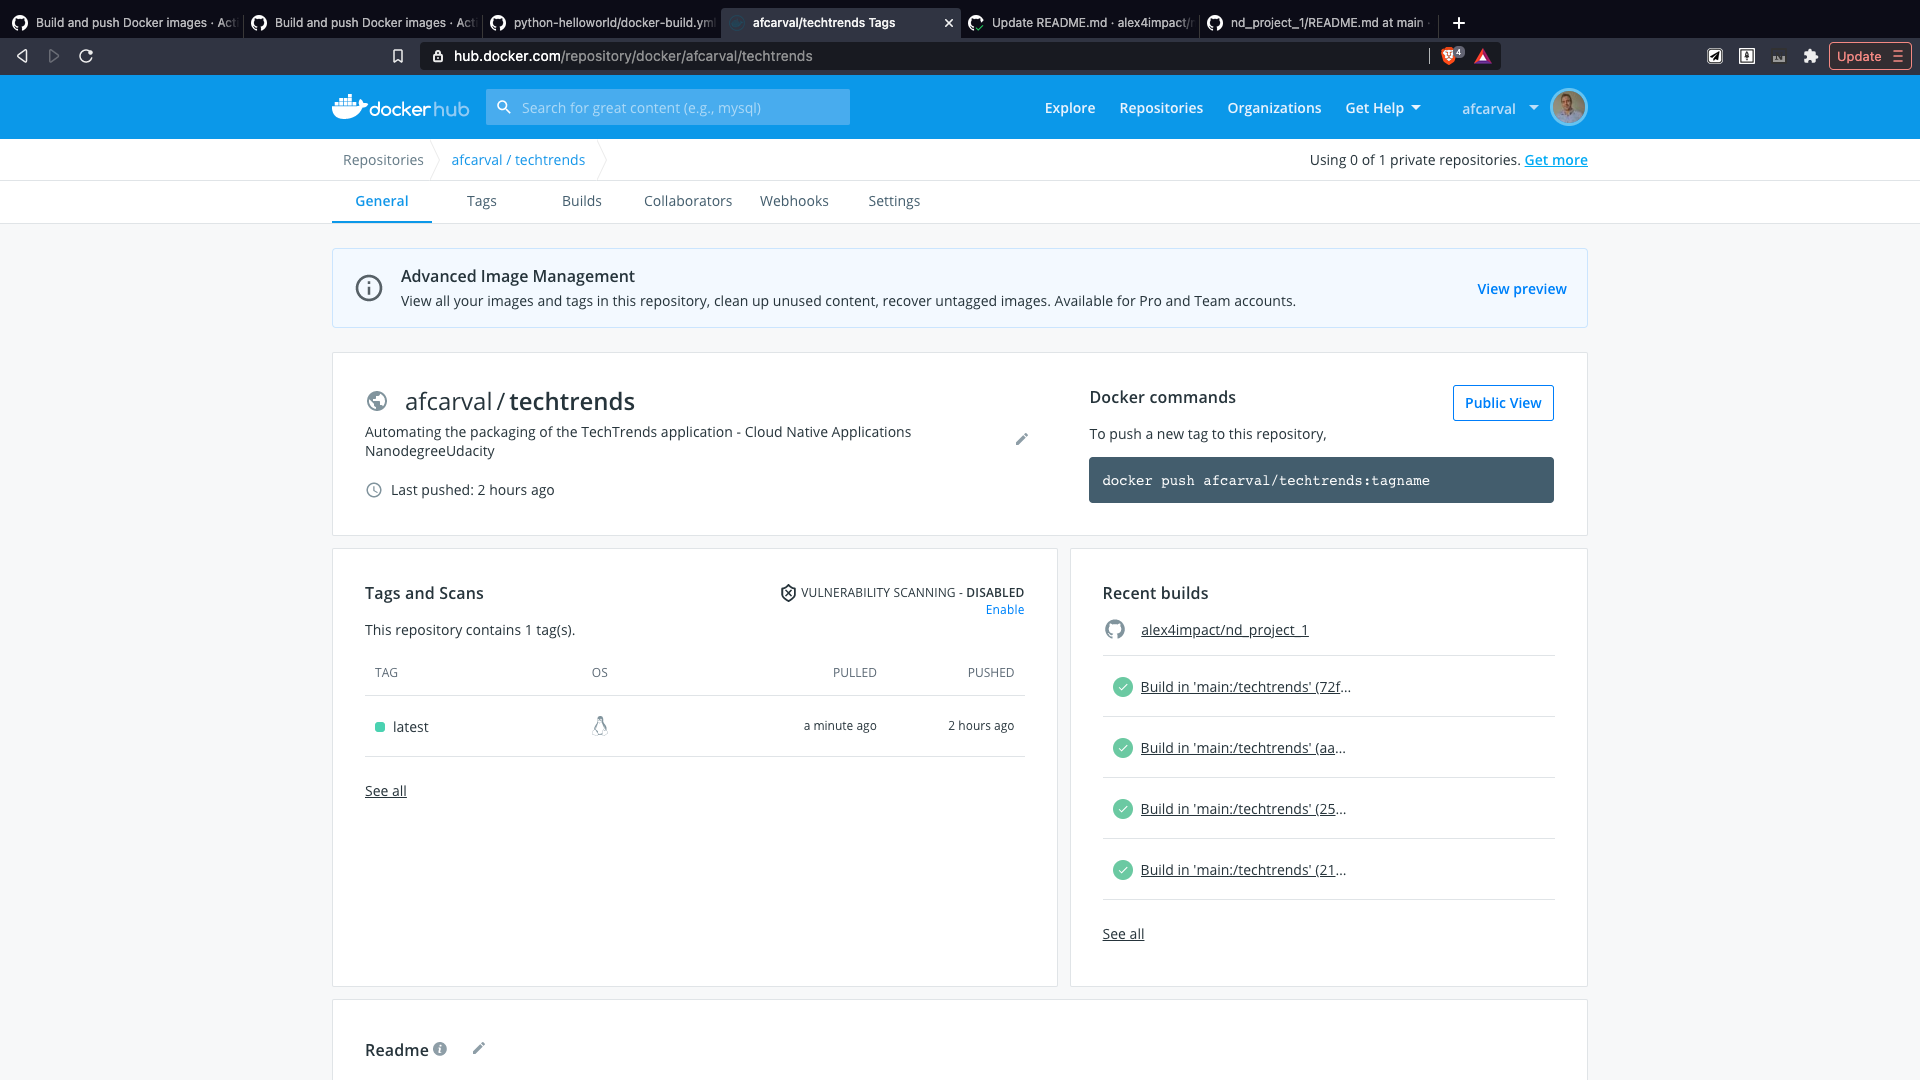 Build and push Docker images · Act
Build and push Docker images · Act
python-helloworld/docker-build.yml
afcarval/techtrends Tags
Update README.md · alex4impact/n
nd_project_1/README.md at main ·
hub.docker.com/repository/docker/afcarval/techtrends
4
Update
docker hub
Search for great content (e.g., mysql)
Explore
Repositories
Organizations
Get Help
afcarval
Repositories
afcarval / techtrends
Using 0 of 1 private repositories. Get more
General
Tags
Builds
Collaborators
Webhooks
Settings
Advanced Image Management
View all your images and tags in this repository, clean up unused content, recover untagged images. Available for Pro and Team accounts.
View preview
afcarval / techtrends
Automating the packaging of the TechTrends application - Cloud Native Applications
NanodegreeUdacity
Last pushed: 2 hours ago
Docker commands
Public View
To push a new tag to this repository,
docker push afcarval/techtrends:tagname
Tags and Scans
VULNERABILITY SCANNING - DISABLED
Enable
This repository contains 1 tag(s).
TAG
OS
PULLED
PUSHED
latest
a minute ago
2 hours ago
See all
Recent builds
alex4impact/nd_project_1
Build in 'main:/techtrends' (72f...
Build in 'main:/techtrends' (aa...
Build in 'main:/techtrends' (25...
Build in 'main:/techtrends' (21...
See all
Readme